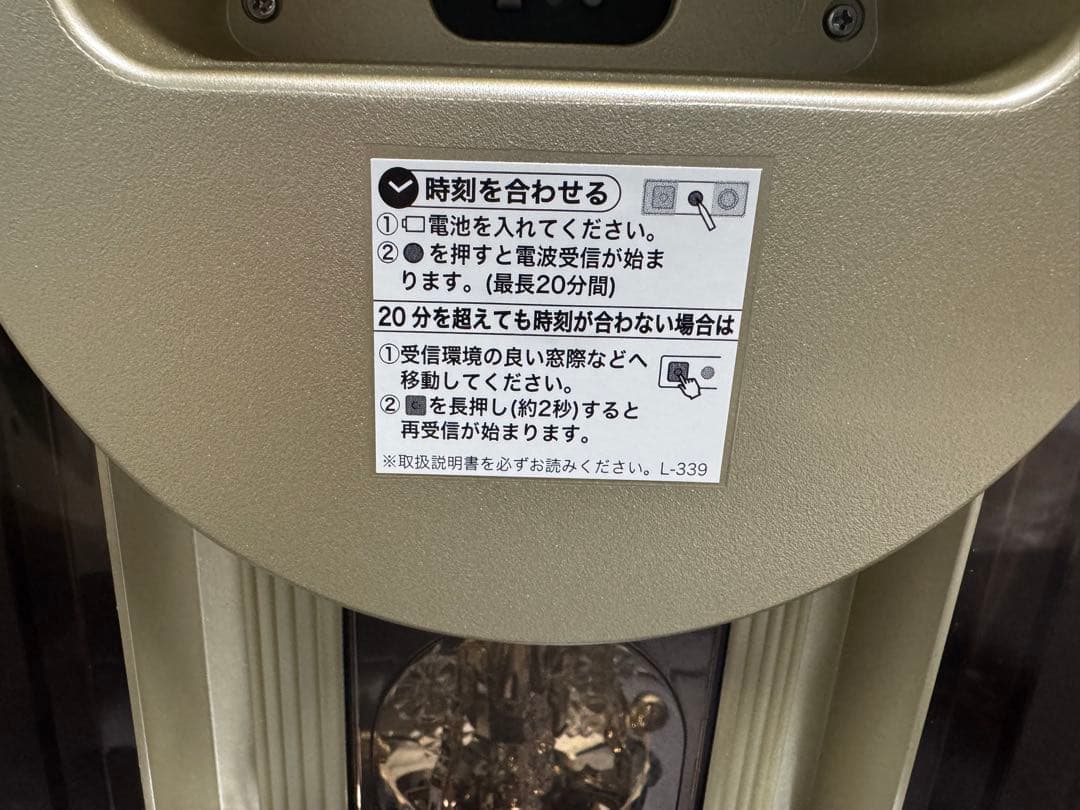 時刻を合わせる
①電池を入れてください。
②●を押すと電波受信が始ま
ります。(最長20分間)
20分を超えても時刻が合わない場合は
①受信環境の良い窓際などへ
移動してください。
②を長押し(約2秒)すると
再受信が始まります。
※取扱説明書を必ずお読みください。L-339